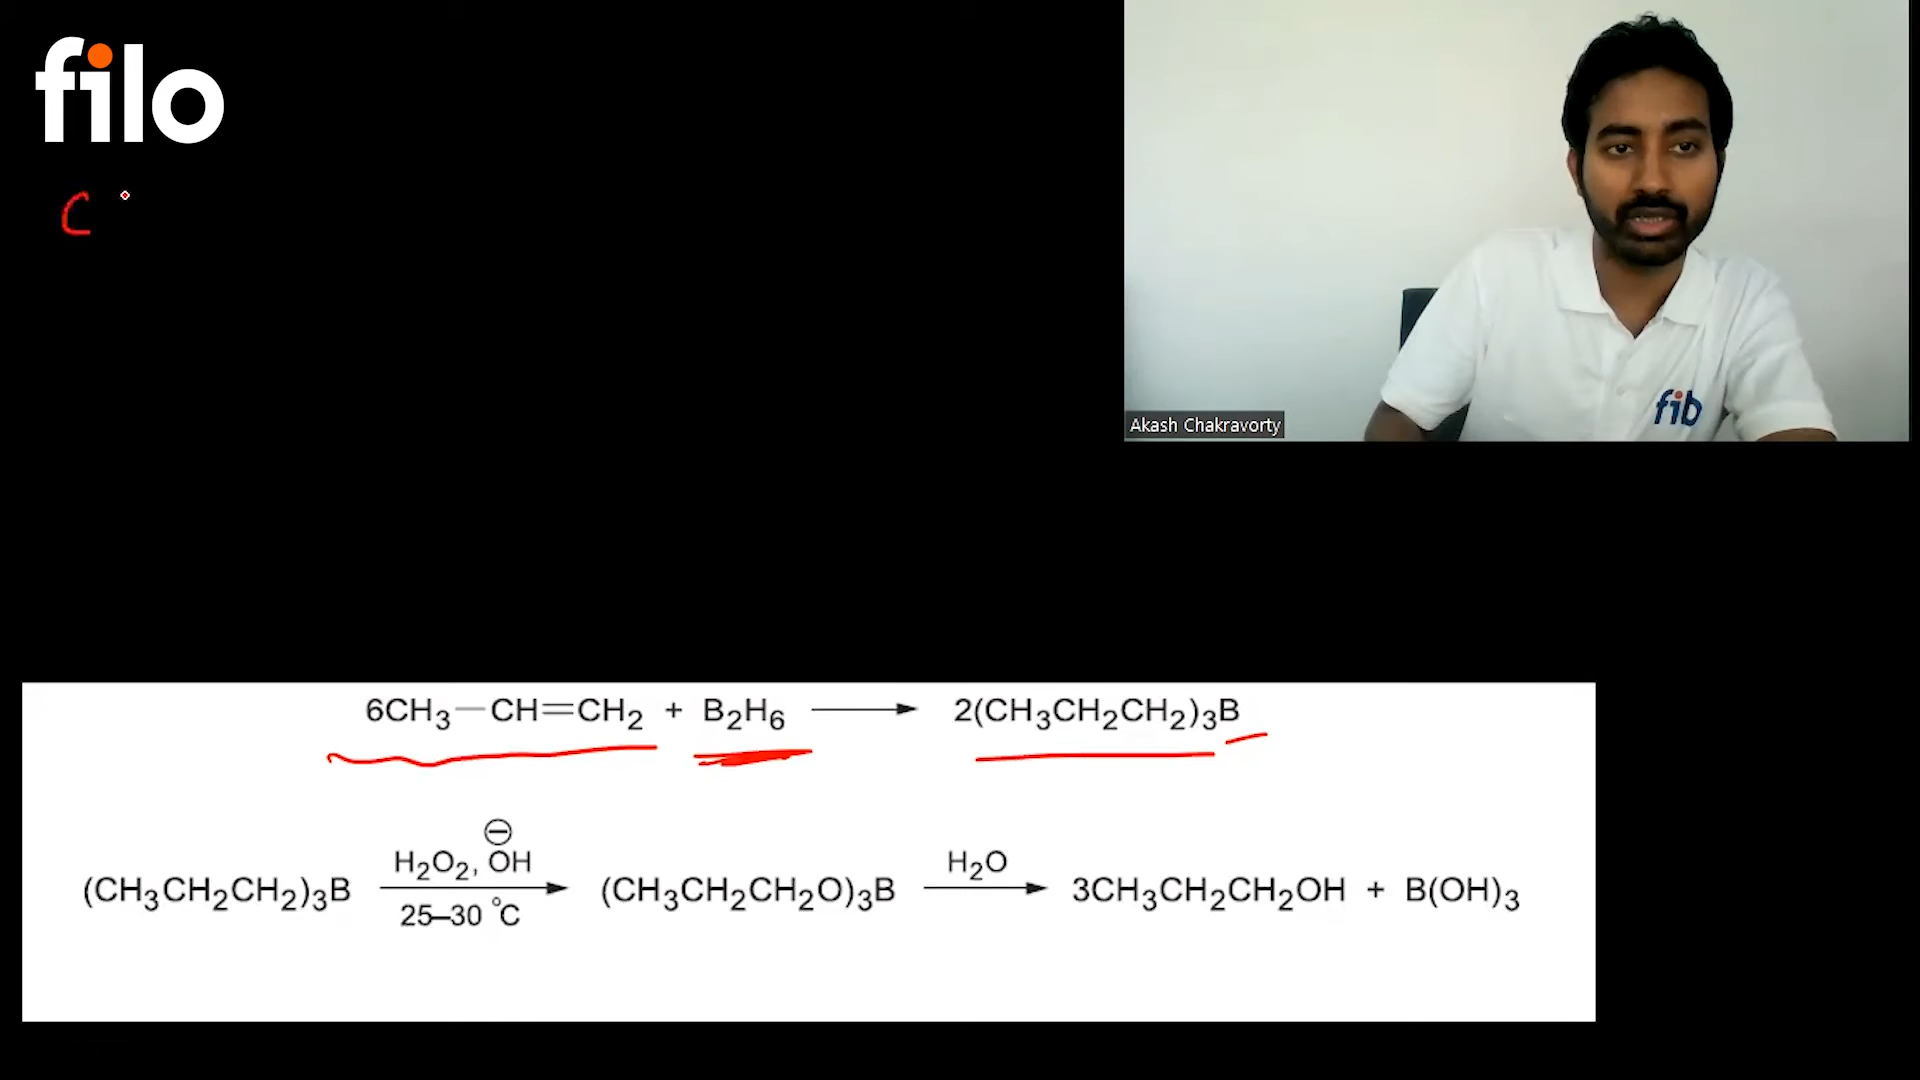 filo
C
Akash Chakravorty
fib
6CH₃—CH=CH₂ + B₂H₆ ⟶ 2(CH₃CH₂CH₂)₃B
⊖
H₂O₂, OH
H₂O
(CH₃CH₂CH₂)₃B ⟶ (CH₃CH₂CH₂O)₃B ⟶ 3CH₃CH₂CH₂OH + B(OH)₃
25–30 °C